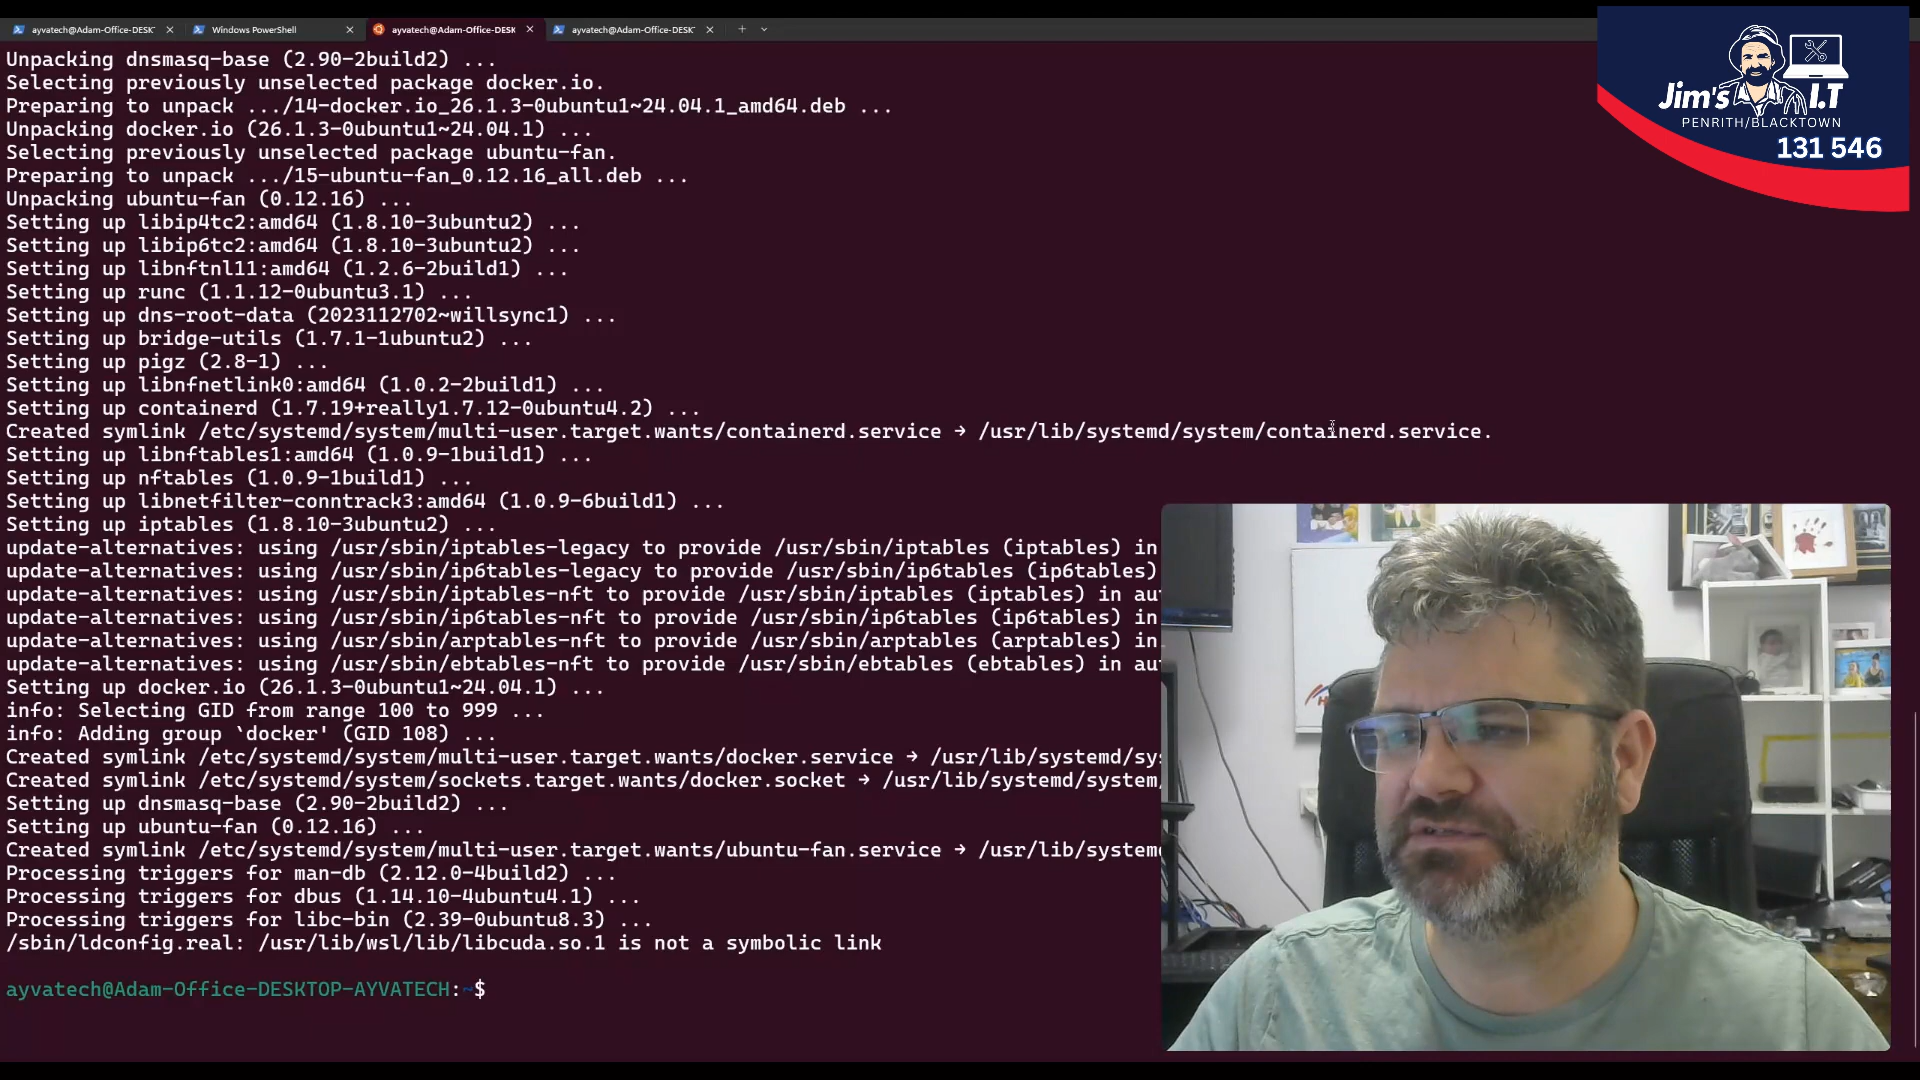 ayvatech@Adam-Office-DESK
Windows PowerShell
ayvatech@Adam-Office-DESK
ayvatech@Adam-Office-DESK
Jim's I.T
PENRITH/BLACKTOWN
131 546
Unpacking dnsmasq-base (2.90-2build2) ...
Selecting previously unselected package docker.io.
Preparing to unpack .../14-docker.io_26.1.3-0ubuntu1~24.04.1_amd64.deb ...
Unpacking docker.io (26.1.3-0ubuntu1~24.04.1) ...
Selecting previously unselected package ubuntu-fan.
Preparing to unpack .../15-ubuntu-fan_0.12.16_all.deb ...
Unpacking ubuntu-fan (0.12.16) ...
Setting up libip4tc2:amd64 (1.8.10-3ubuntu2) ...
Setting up libip6tc2:amd64 (1.8.10-3ubuntu2) ...
Setting up libnftnl11:amd64 (1.2.6-2build1) ...
Setting up runc (1.1.12-0ubuntu3.1) ...
Setting up dns-root-data (2023112702~willsync1) ...
Setting up bridge-utils (1.7.1-1ubuntu2) ...
Setting up pigz (2.8-1) ...
Setting up libnfnetlink0:amd64 (1.0.2-2build1) ...
Setting up containerd (1.7.19+really1.7.12-0ubuntu4.2) ...
Created symlink /etc/systemd/system/multi-user.target.wants/containerd.service → /usr/lib/systemd/system/containerd.service.
Setting up libnftables1:amd64 (1.0.9-1build1) ...
Setting up nftables (1.0.9-1build1) ...
Setting up libnetfilter-conntrack3:amd64 (1.0.9-6build1) ...
Setting up iptables (1.8.10-3ubuntu2) ...
update-alternatives: using /usr/sbin/iptables-legacy to provide /usr/sbin/iptables (iptables) in
update-alternatives: using /usr/sbin/ip6tables-legacy to provide /usr/sbin/ip6tables (ip6tables)
update-alternatives: using /usr/sbin/iptables-nft to provide /usr/sbin/iptables (iptables) in au
update-alternatives: using /usr/sbin/ip6tables-nft to provide /usr/sbin/ip6tables (ip6tables) in
update-alternatives: using /usr/sbin/arptables-nft to provide /usr/sbin/arptables (arptables) in
update-alternatives: using /usr/sbin/ebtables-nft to provide /usr/sbin/ebtables (ebtables) in au
Setting up docker.io (26.1.3-0ubuntu1~24.04.1) ...
info: Selecting GID from range 100 to 999 ...
info: Adding group `docker' (GID 108) ...
Created symlink /etc/systemd/system/multi-user.target.wants/docker.service → /usr/lib/systemd/sys
Created symlink /etc/systemd/system/sockets.target.wants/docker.socket → /usr/lib/systemd/system/
Setting up dnsmasq-base (2.90-2build2) ...
Setting up ubuntu-fan (0.12.16) ...
Created symlink /etc/systemd/system/multi-user.target.wants/ubuntu-fan.service → /usr/lib/system
Processing triggers for man-db (2.12.0-4build2) ...
Processing triggers for dbus (1.14.10-4ubuntu4.1) ...
Processing triggers for libc-bin (2.39-0ubuntu8.3) ...
/sbin/ldconfig.real: /usr/lib/wsl/lib/libcuda.so.1 is not a symbolic link
ayvatech@Adam-Office-DESKTOP-AYVATECH:~$